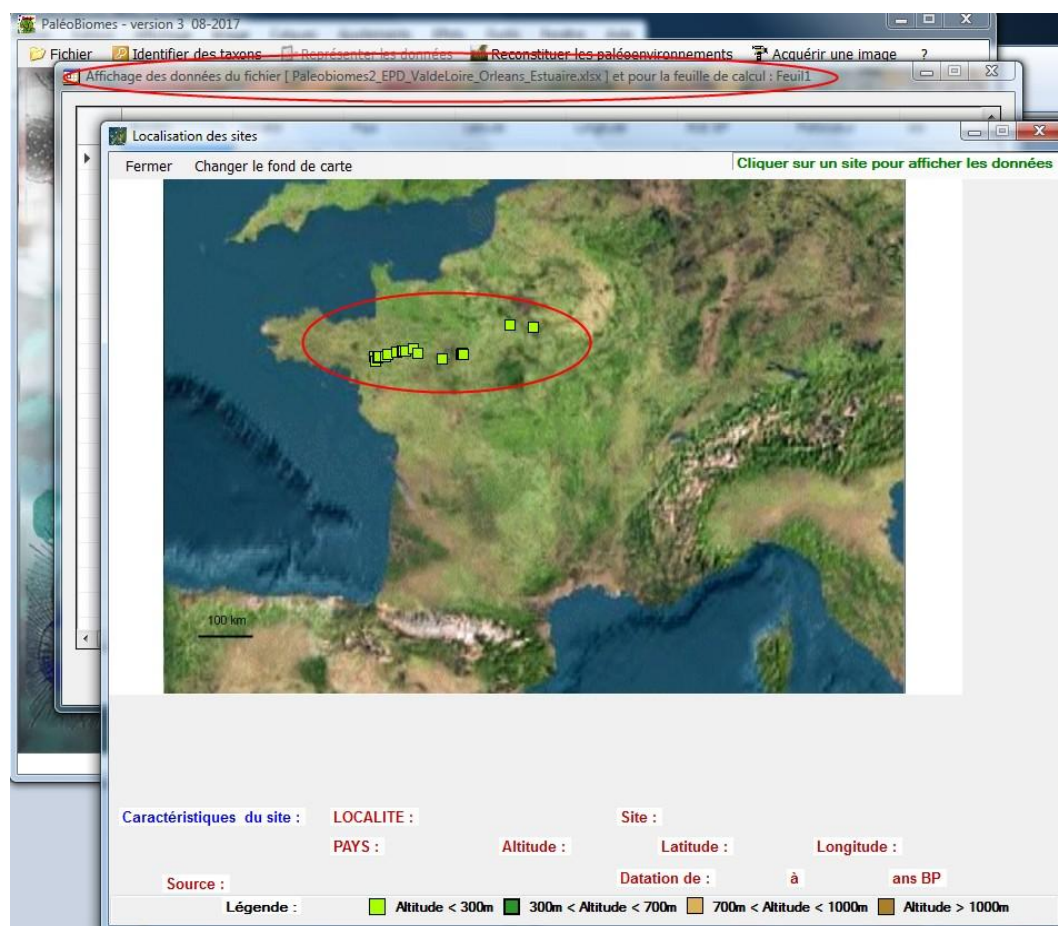 PaléoBiomes - version 3 08-2017
Fichier Identifier des taxons Représenter les données Reconstituer les paléoenvironnements Acquérir une image ?
Affichage des données du fichier [ Paleobiomes2_EPD_ValdeLoire_Orleans_Estuaire.xlsx ] et pour la feuille de calcul : Feuil1
Localisation des sites
Fermer Changer le fond de carte Cliquer sur un site pour afficher les données
100 km
Caractéristiques du site : LOCALITE : Site :
PAYS : Altitude : Latitude : Longitude :
Source : Datation de : à ans BP
Légende : Altitude < 300m 300m < Altitude < 700m 700m < Altitude < 1000m Altitude > 1000m